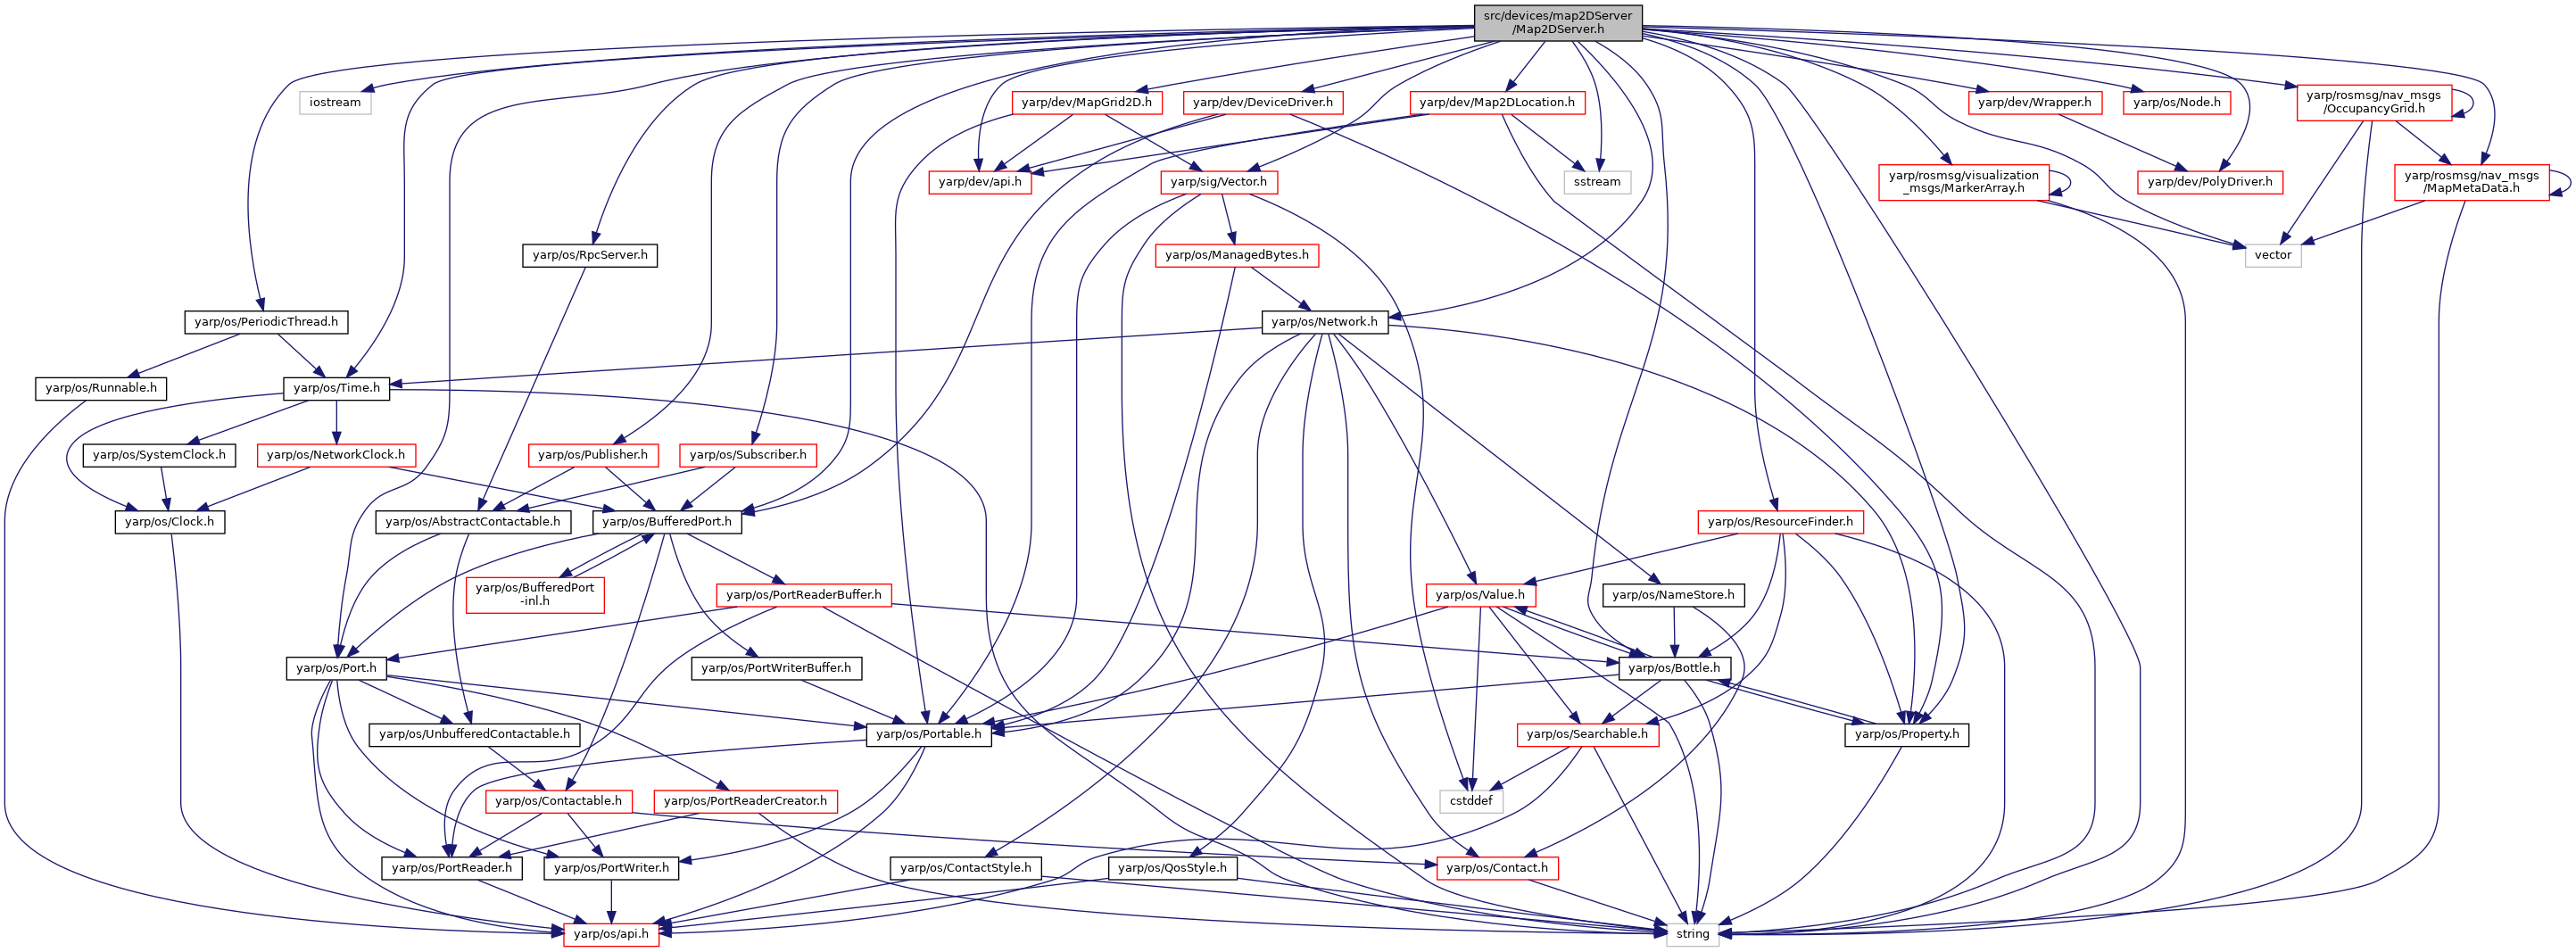 src/devices/map2DServer
/Map2DServer.h
iostream
yarp/dev/MapGrid2D.h
yarp/dev/DeviceDriver.h
yarp/dev/Map2DLocation.h
yarp/dev/Wrapper.h
yarp/os/Node.h
yarp/rosmsg/nav_msgs
/OccupancyGrid.h
yarp/dev/api.h
yarp/sig/Vector.h
sstream
yarp/rosmsg/visualization
_msgs/MarkerArray.h
yarp/dev/PolyDriver.h
yarp/rosmsg/nav_msgs
/MapMetaData.h
yarp/os/RpcServer.h
yarp/os/ManagedBytes.h
vector
yarp/os/PeriodicThread.h
yarp/os/Network.h
yarp/os/Runnable.h
yarp/os/Time.h
yarp/os/SystemClock.h
yarp/os/NetworkClock.h
yarp/os/Publisher.h
yarp/os/Subscriber.h
yarp/os/Clock.h
yarp/os/AbstractContactable.h
yarp/os/BufferedPort.h
yarp/os/ResourceFinder.h
yarp/os/BufferedPort
-inl.h
yarp/os/PortReaderBuffer.h
yarp/os/Value.h
yarp/os/NameStore.h
yarp/os/Port.h
yarp/os/PortWriterBuffer.h
yarp/os/Bottle.h
yarp/os/UnbufferedContactable.h
yarp/os/Portable.h
yarp/os/Searchable.h
yarp/os/Property.h
yarp/os/Contactable.h
yarp/os/PortReaderCreator.h
cstddef
yarp/os/PortReader.h
yarp/os/PortWriter.h
yarp/os/ContactStyle.h
yarp/os/QosStyle.h
yarp/os/Contact.h
yarp/os/api.h
string